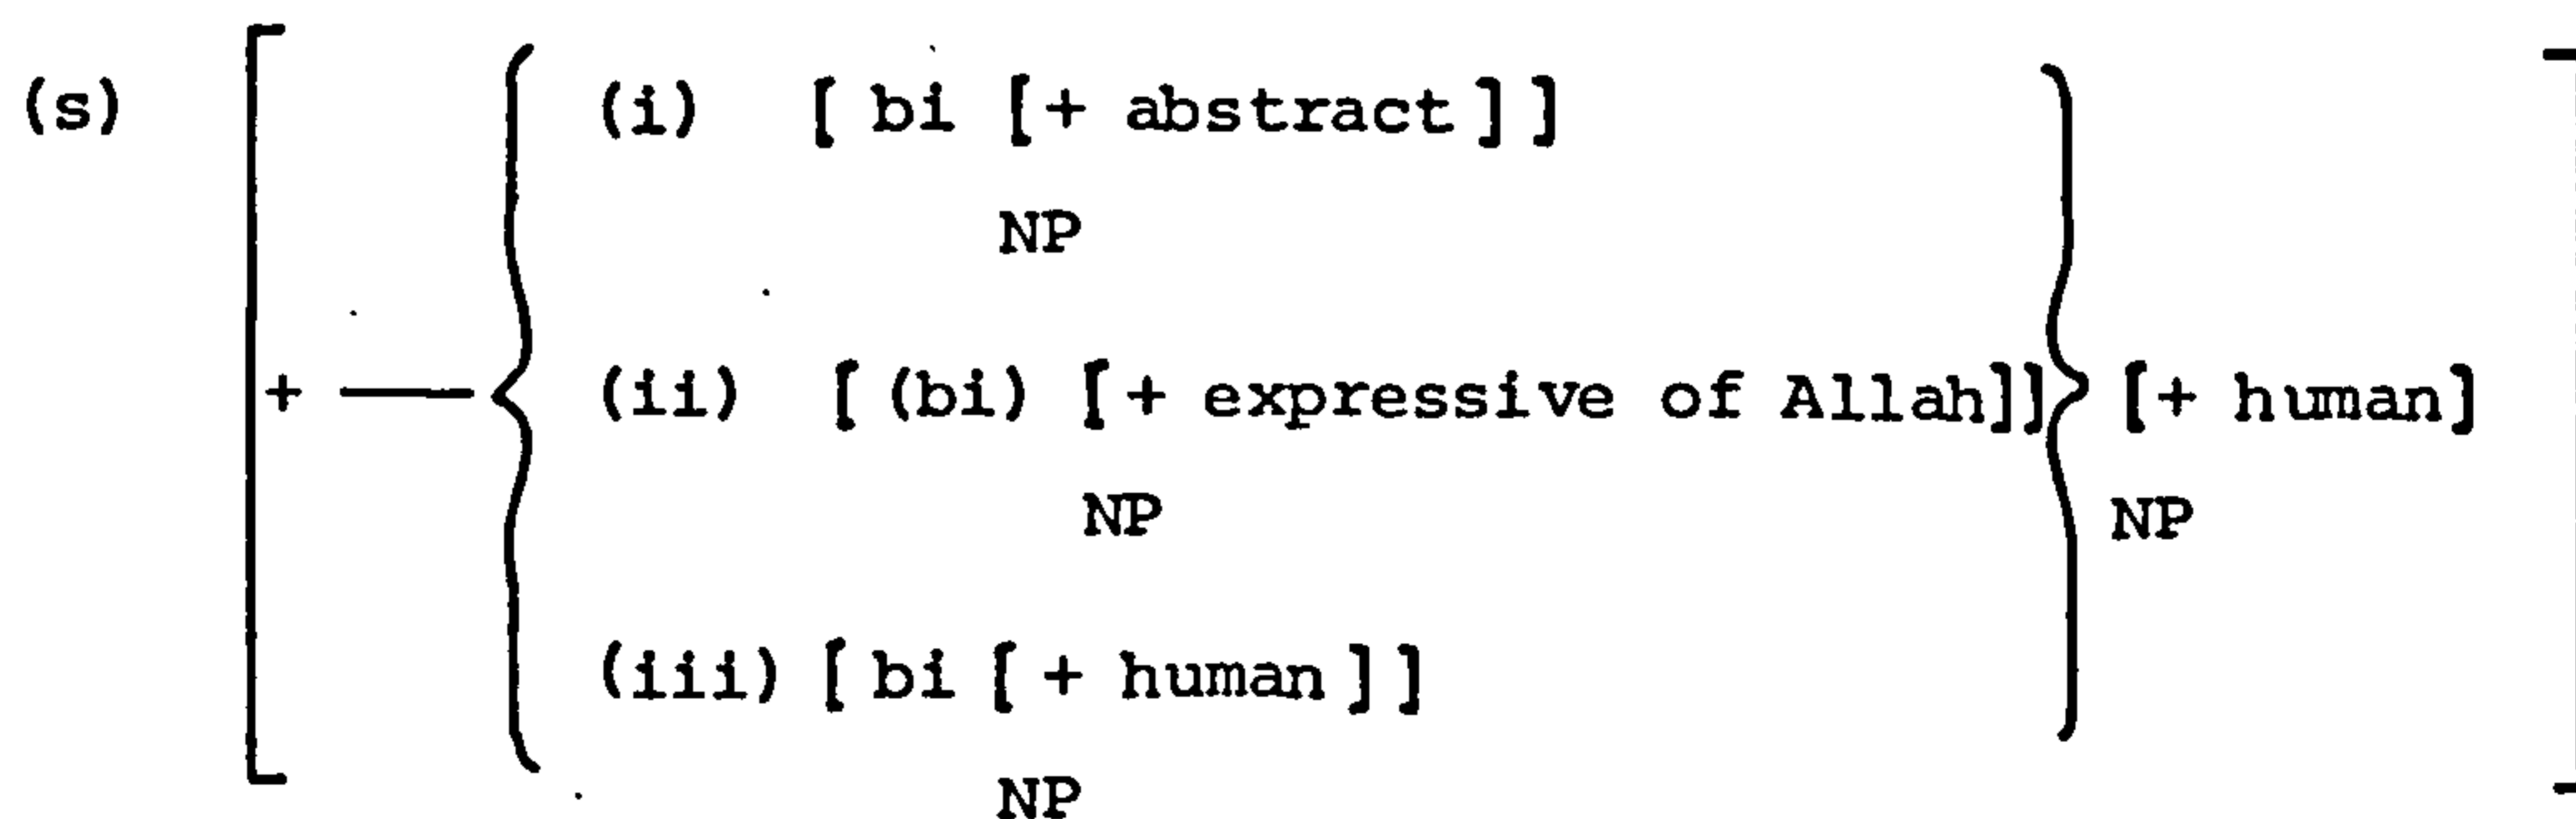 (s) (i) [ bi [+ abstract ] ]
NP
+ —— (ii) [ (bi) [+ expressive of Allah]] [+ human]
NP NP
(iii) [ bi [ + human ] ]
NP